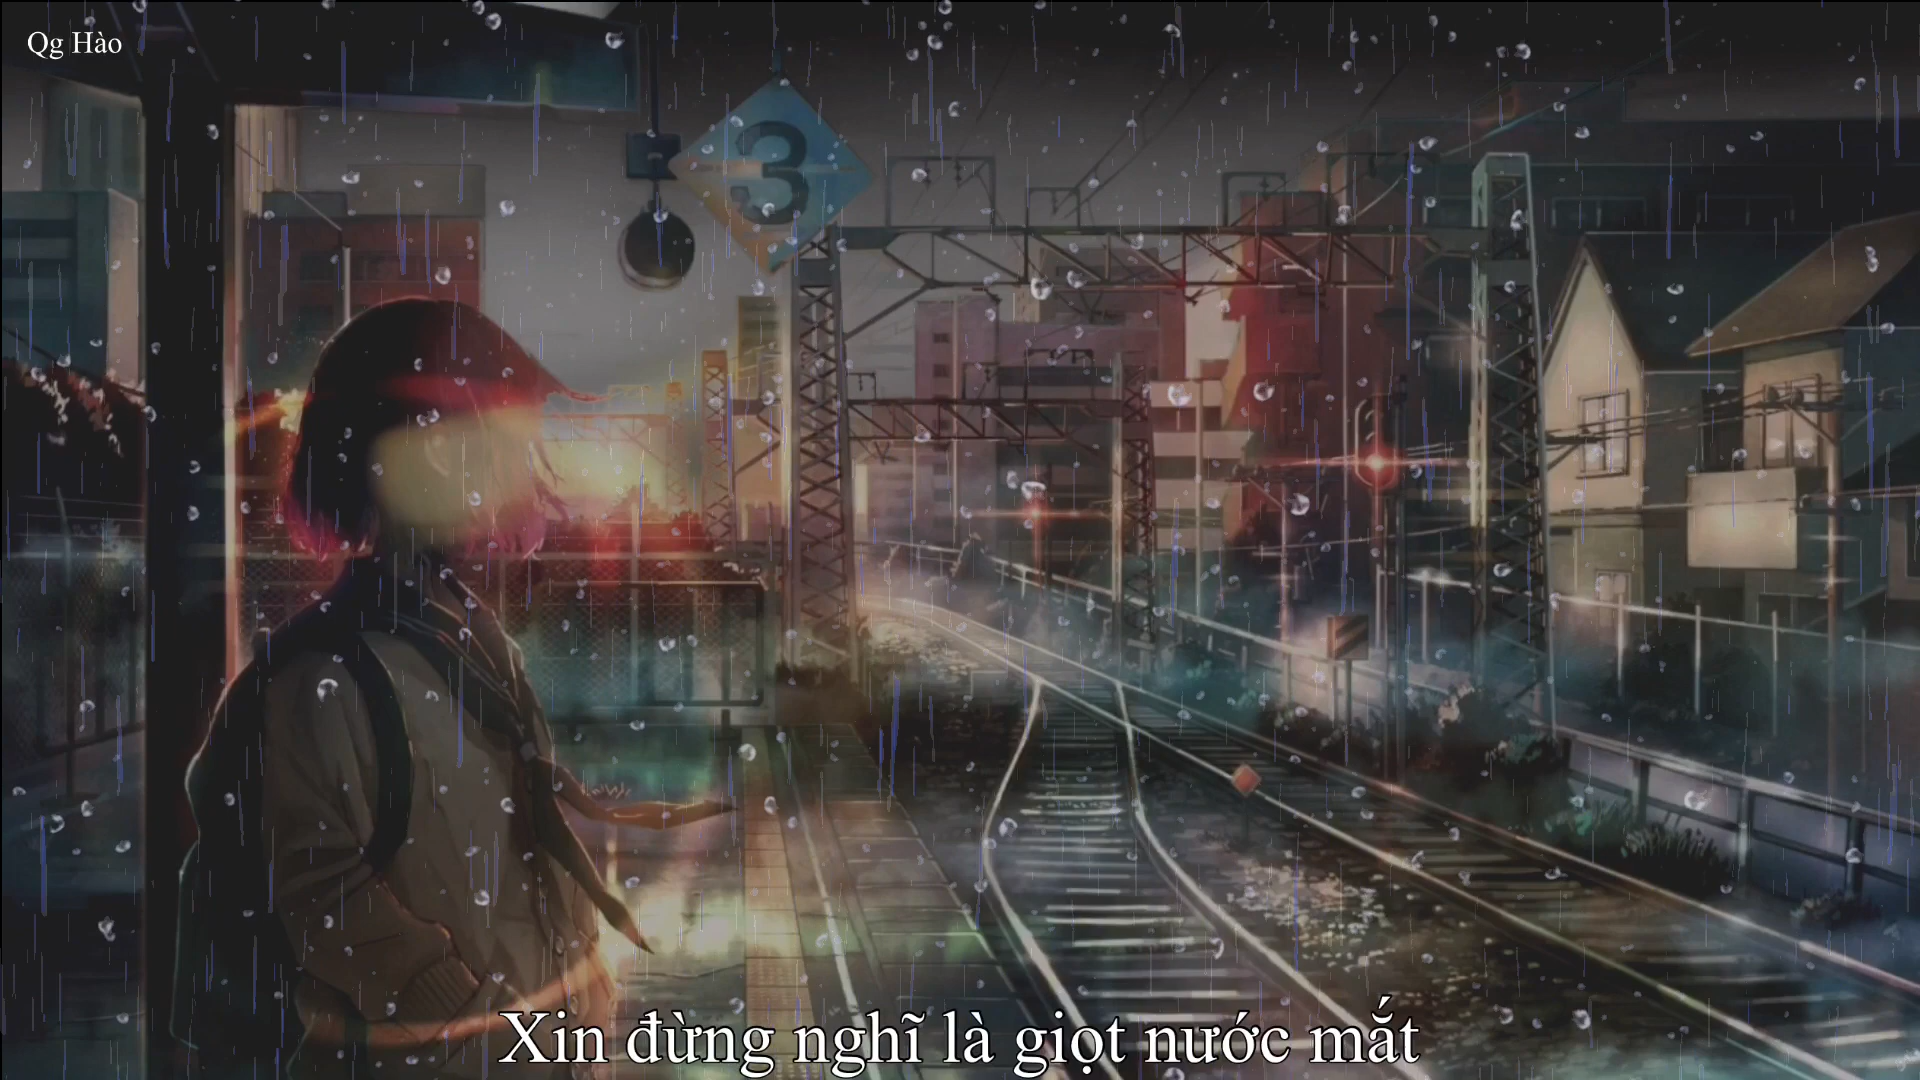 Qg Hào
3
Xin đừng nghĩ là giọt nước mắt